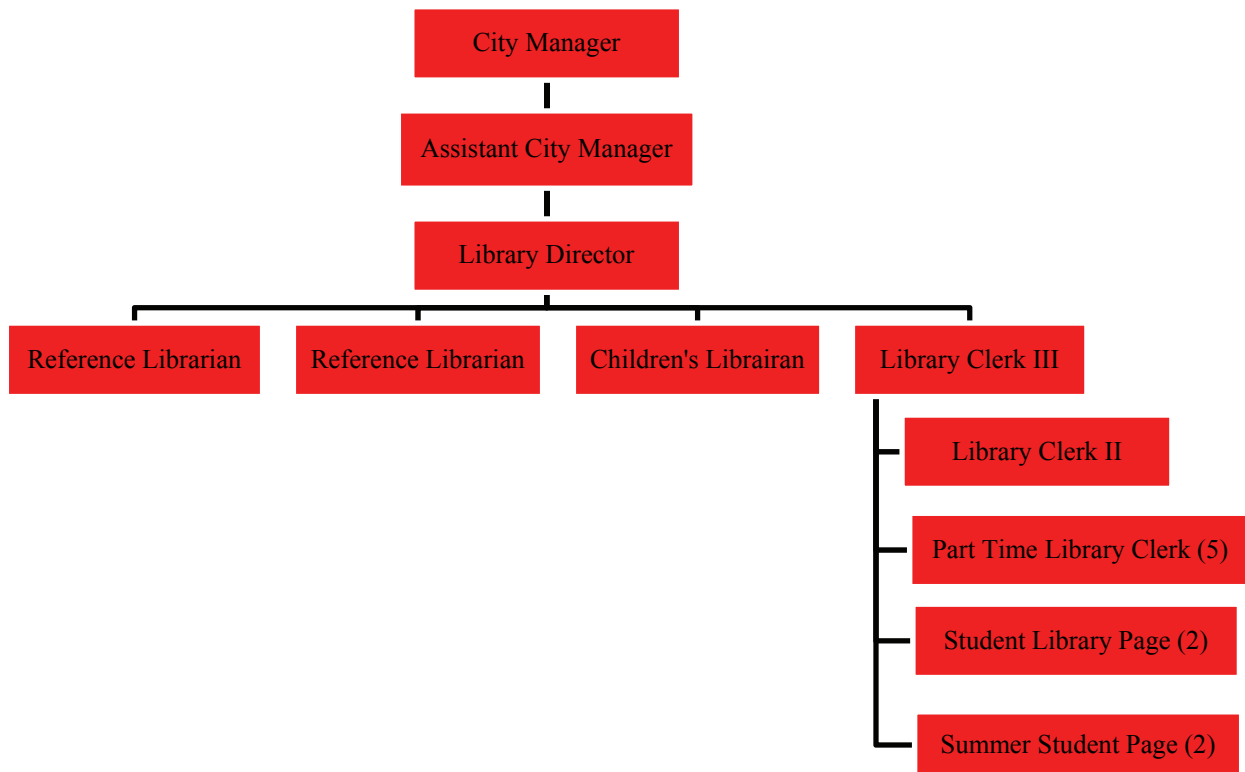 City Manager
Assistant City Manager
Library Director
Reference Librarian
Reference Librarian
Children's Librairan
Library Clerk III
Library Clerk II
Part Time Library Clerk (5)
Student Library Page (2)
Summer Student Page (2)